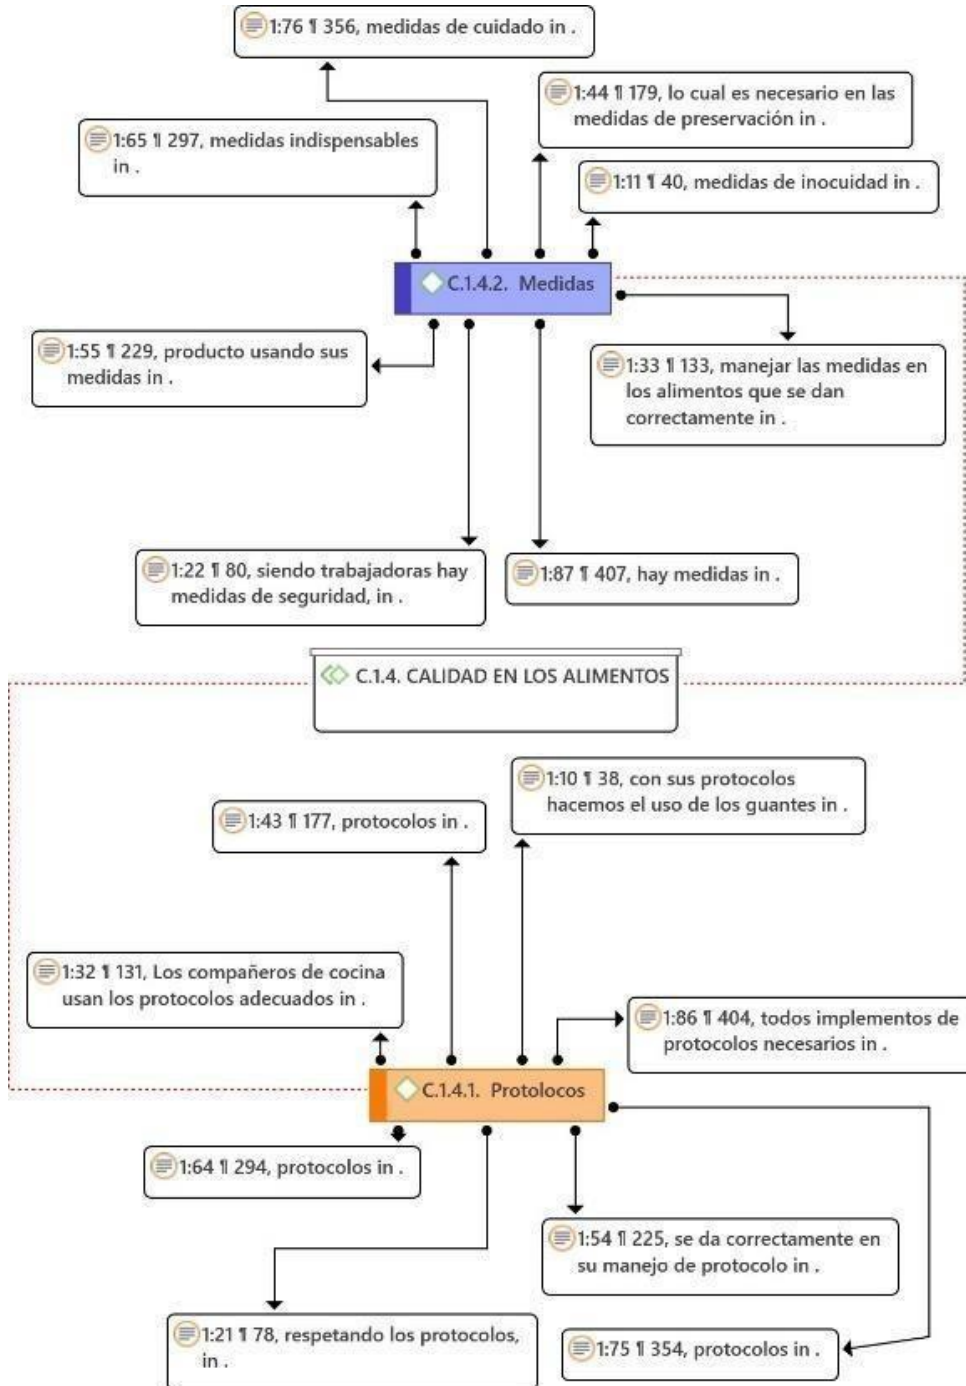 1:76 ¶ 356, medidas de cuidado in .
1:44 ¶ 179, lo cual es necesario en las
medidas de preservación in .
1:65 ¶ 297, medidas indispensables
in .
1:11 ¶ 40, medidas de inocuidad in .
C.1.4.2. Medidas
1:55 ¶ 229, producto usando sus
medidas in .
1:33 ¶ 133, manejar las medidas en
los alimentos que se dan
correctamente in .
1:22 ¶ 80, siendo trabajadoras hay
medidas de seguridad, in .
1:87 ¶ 407, hay medidas in .
C.1.4. CALIDAD EN LOS ALIMENTOS
1:10 ¶ 38, con sus protocolos
hacemos el uso de los guantes in .
1:43 ¶ 177, protocolos in .
1:32 ¶ 131, Los compañeros de cocina
usan los protocolos adecuados in .
1:86 ¶ 404, todos implementos de
protocolos necesarios in .
C.1.4.1. Protolocos
1:64 ¶ 294, protocolos in .
1:54 ¶ 225, se da correctamente en
su manejo de protocolo in .
1:21 ¶ 78, respetando los protocolos,
in .
1:75 ¶ 354, protocolos in .